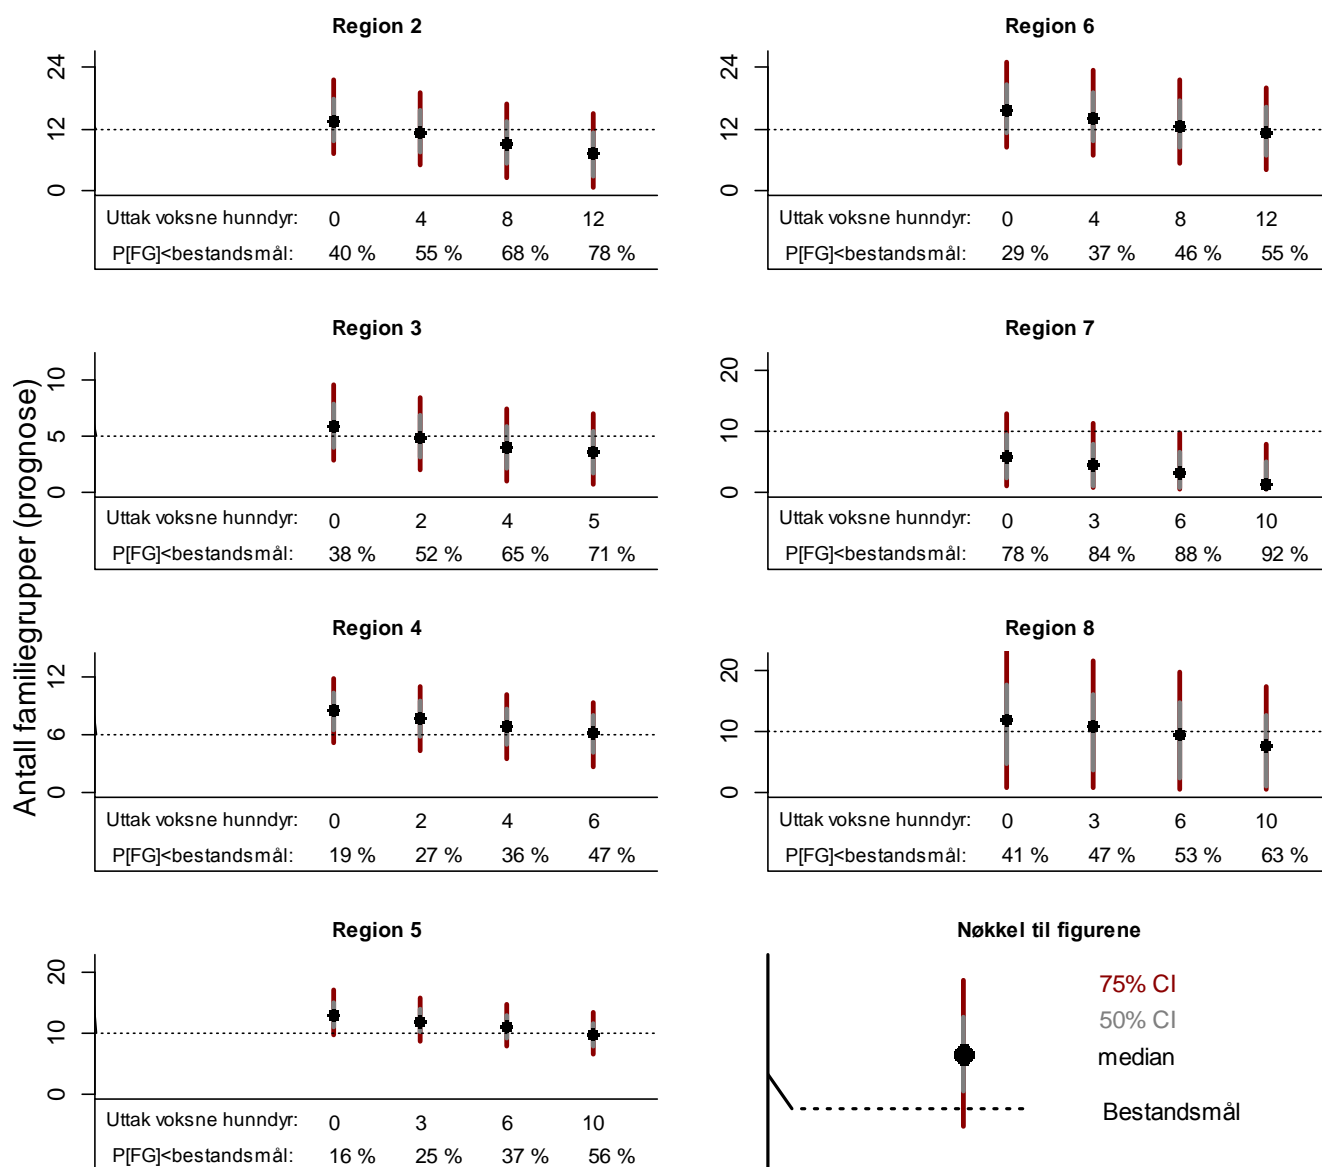 Antall familiegrupper (prognose)
Region 2
24
12
0
Uttak voksne hunndyr: 0 4 8 12
P[FG]<bestandsmål: 40 % 55 % 68 % 78 %
Region 3
10
5
0
Uttak voksne hunndyr: 0 2 4 5
P[FG]<bestandsmål: 38 % 52 % 65 % 71 %
Region 4
12
6
0
Uttak voksne hunndyr: 0 2 4 6
P[FG]<bestandsmål: 19 % 27 % 36 % 47 %
Region 5
20
10
0
Uttak voksne hunndyr: 0 3 6 10
P[FG]<bestandsmål: 16 % 25 % 37 % 56 %
Region 6
24
12
0
Uttak voksne hunndyr: 0 4 8 12
P[FG]<bestandsmål: 29 % 37 % 46 % 55 %
Region 7
20
10
0
Uttak voksne hunndyr: 0 3 6 10
P[FG]<bestandsmål: 78 % 84 % 88 % 92 %
Region 8
20
10
0
Uttak voksne hunndyr: 0 3 6 10
P[FG]<bestandsmål: 41 % 47 % 53 % 63 %
Nøkkel til figurene
75% CI
50% CI
median
Bestandsmål